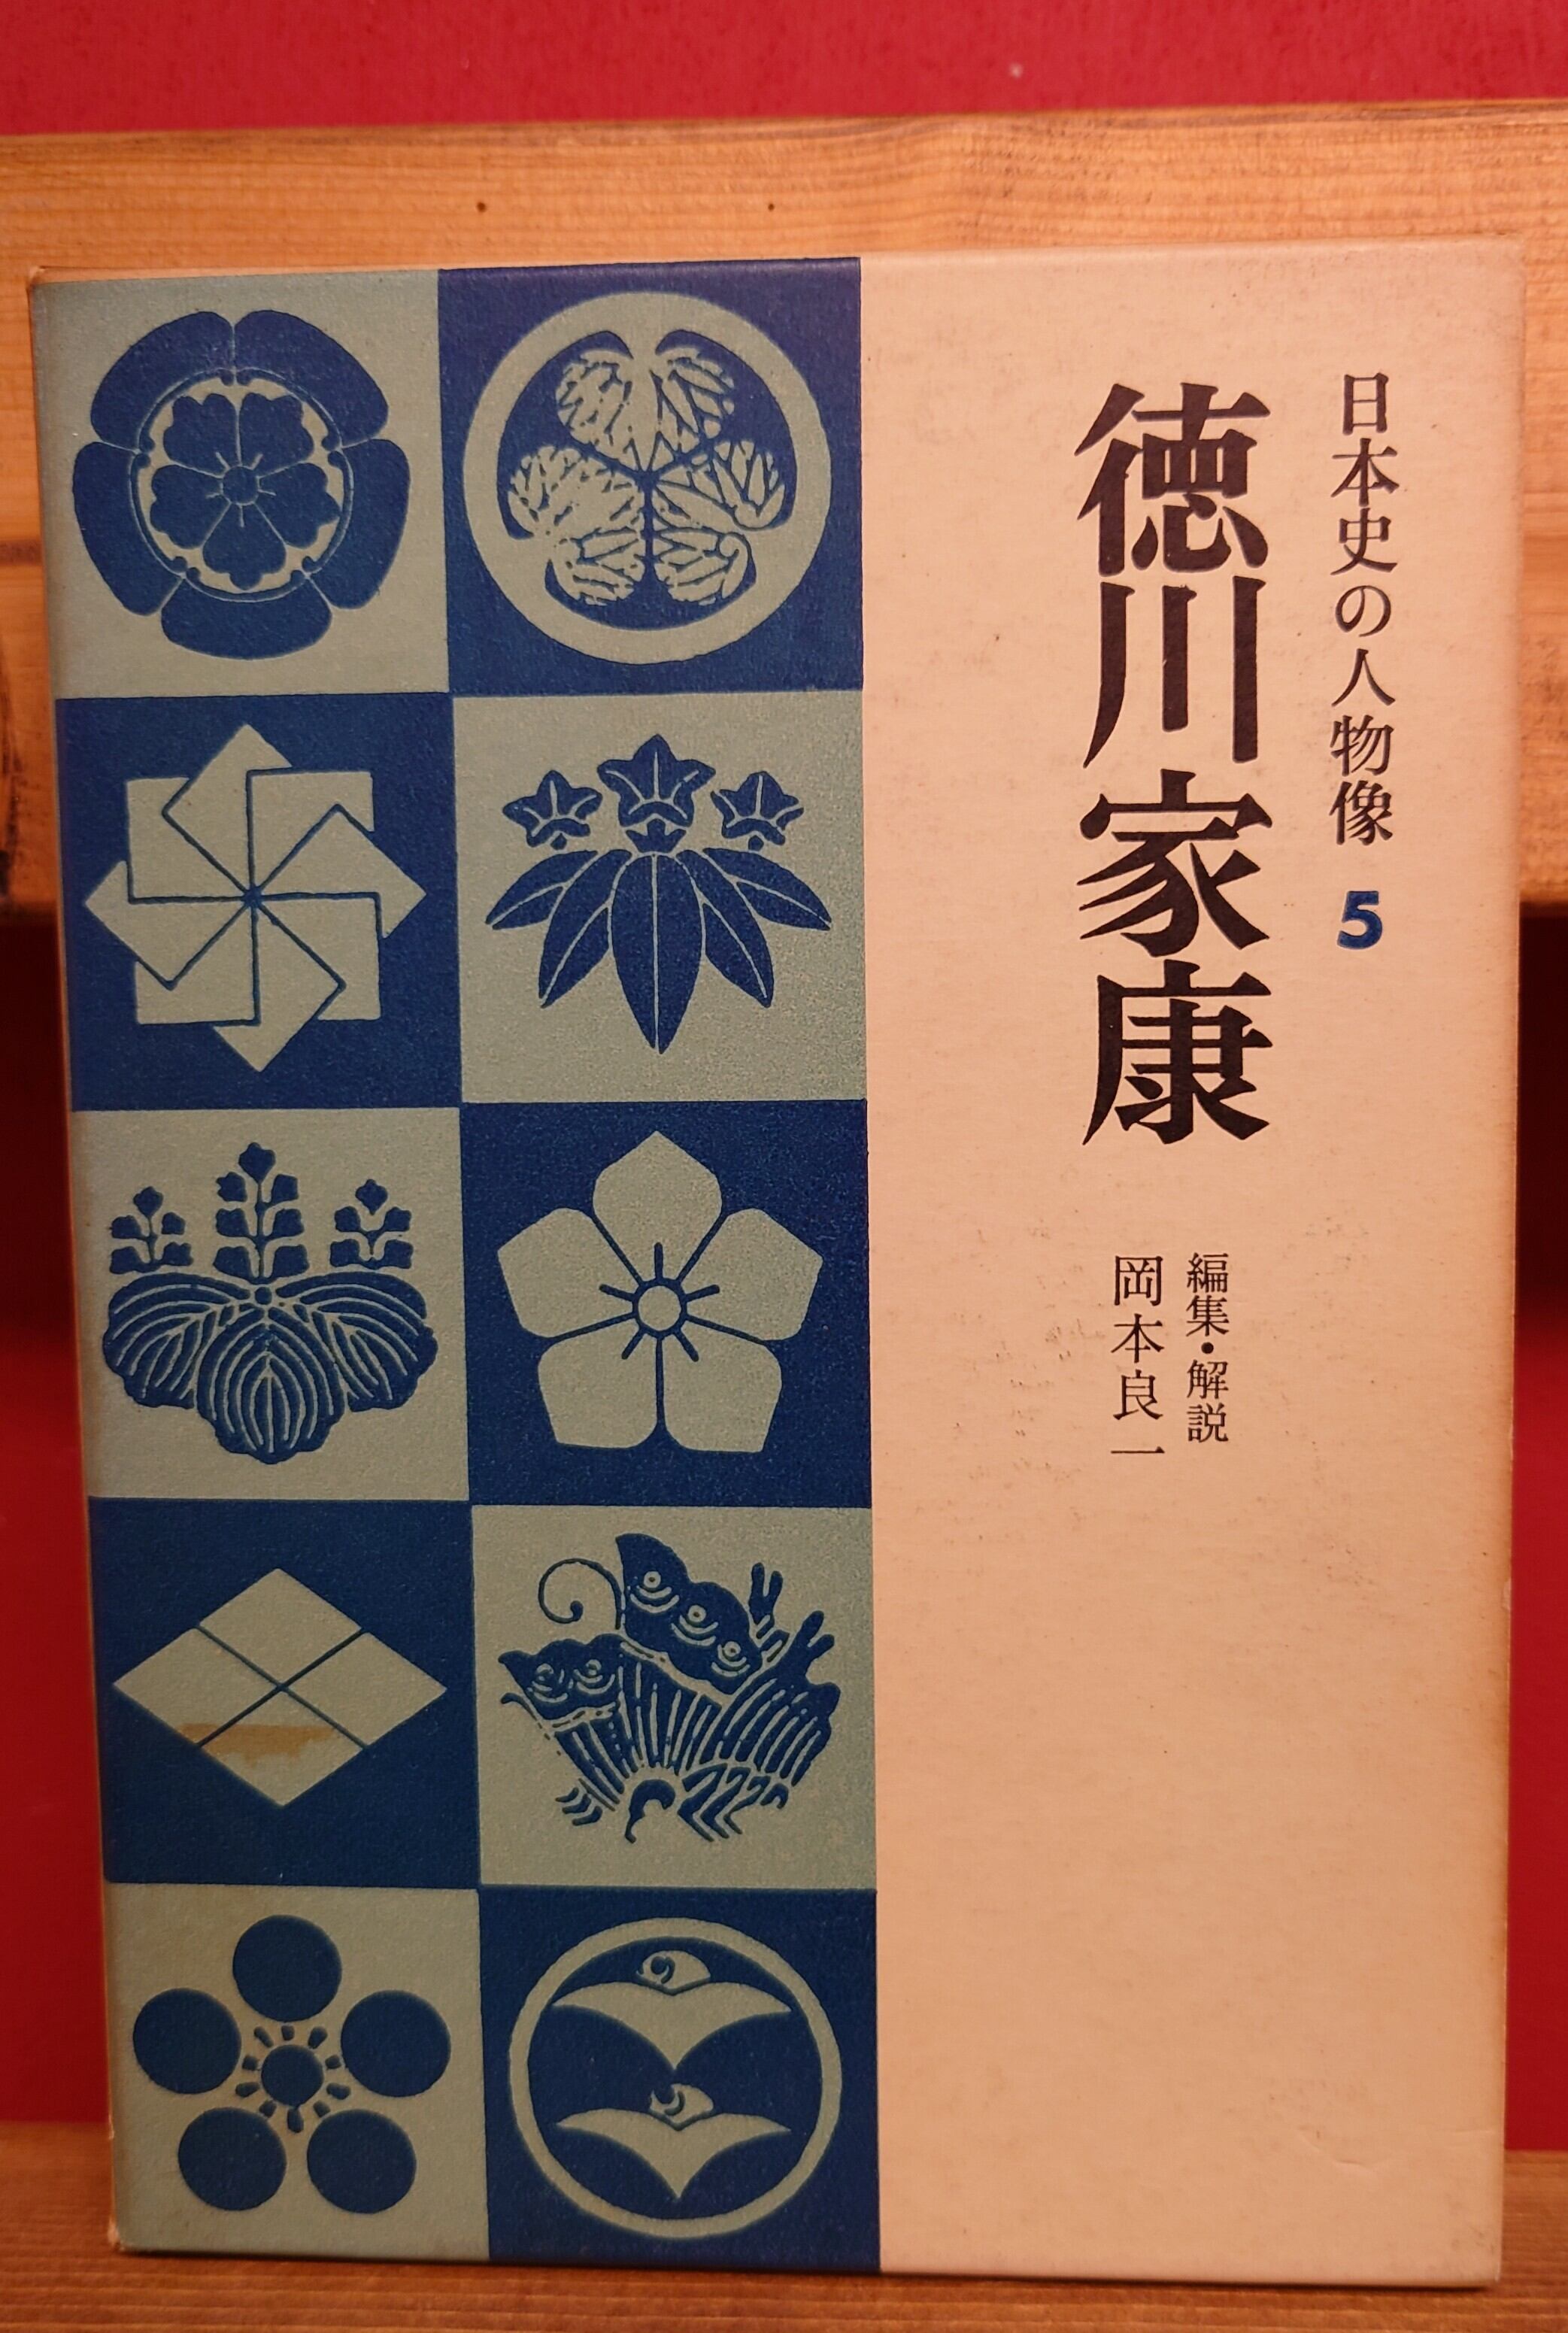 日本史の人物像 5
徳川家康
編集・解説
岡本良一